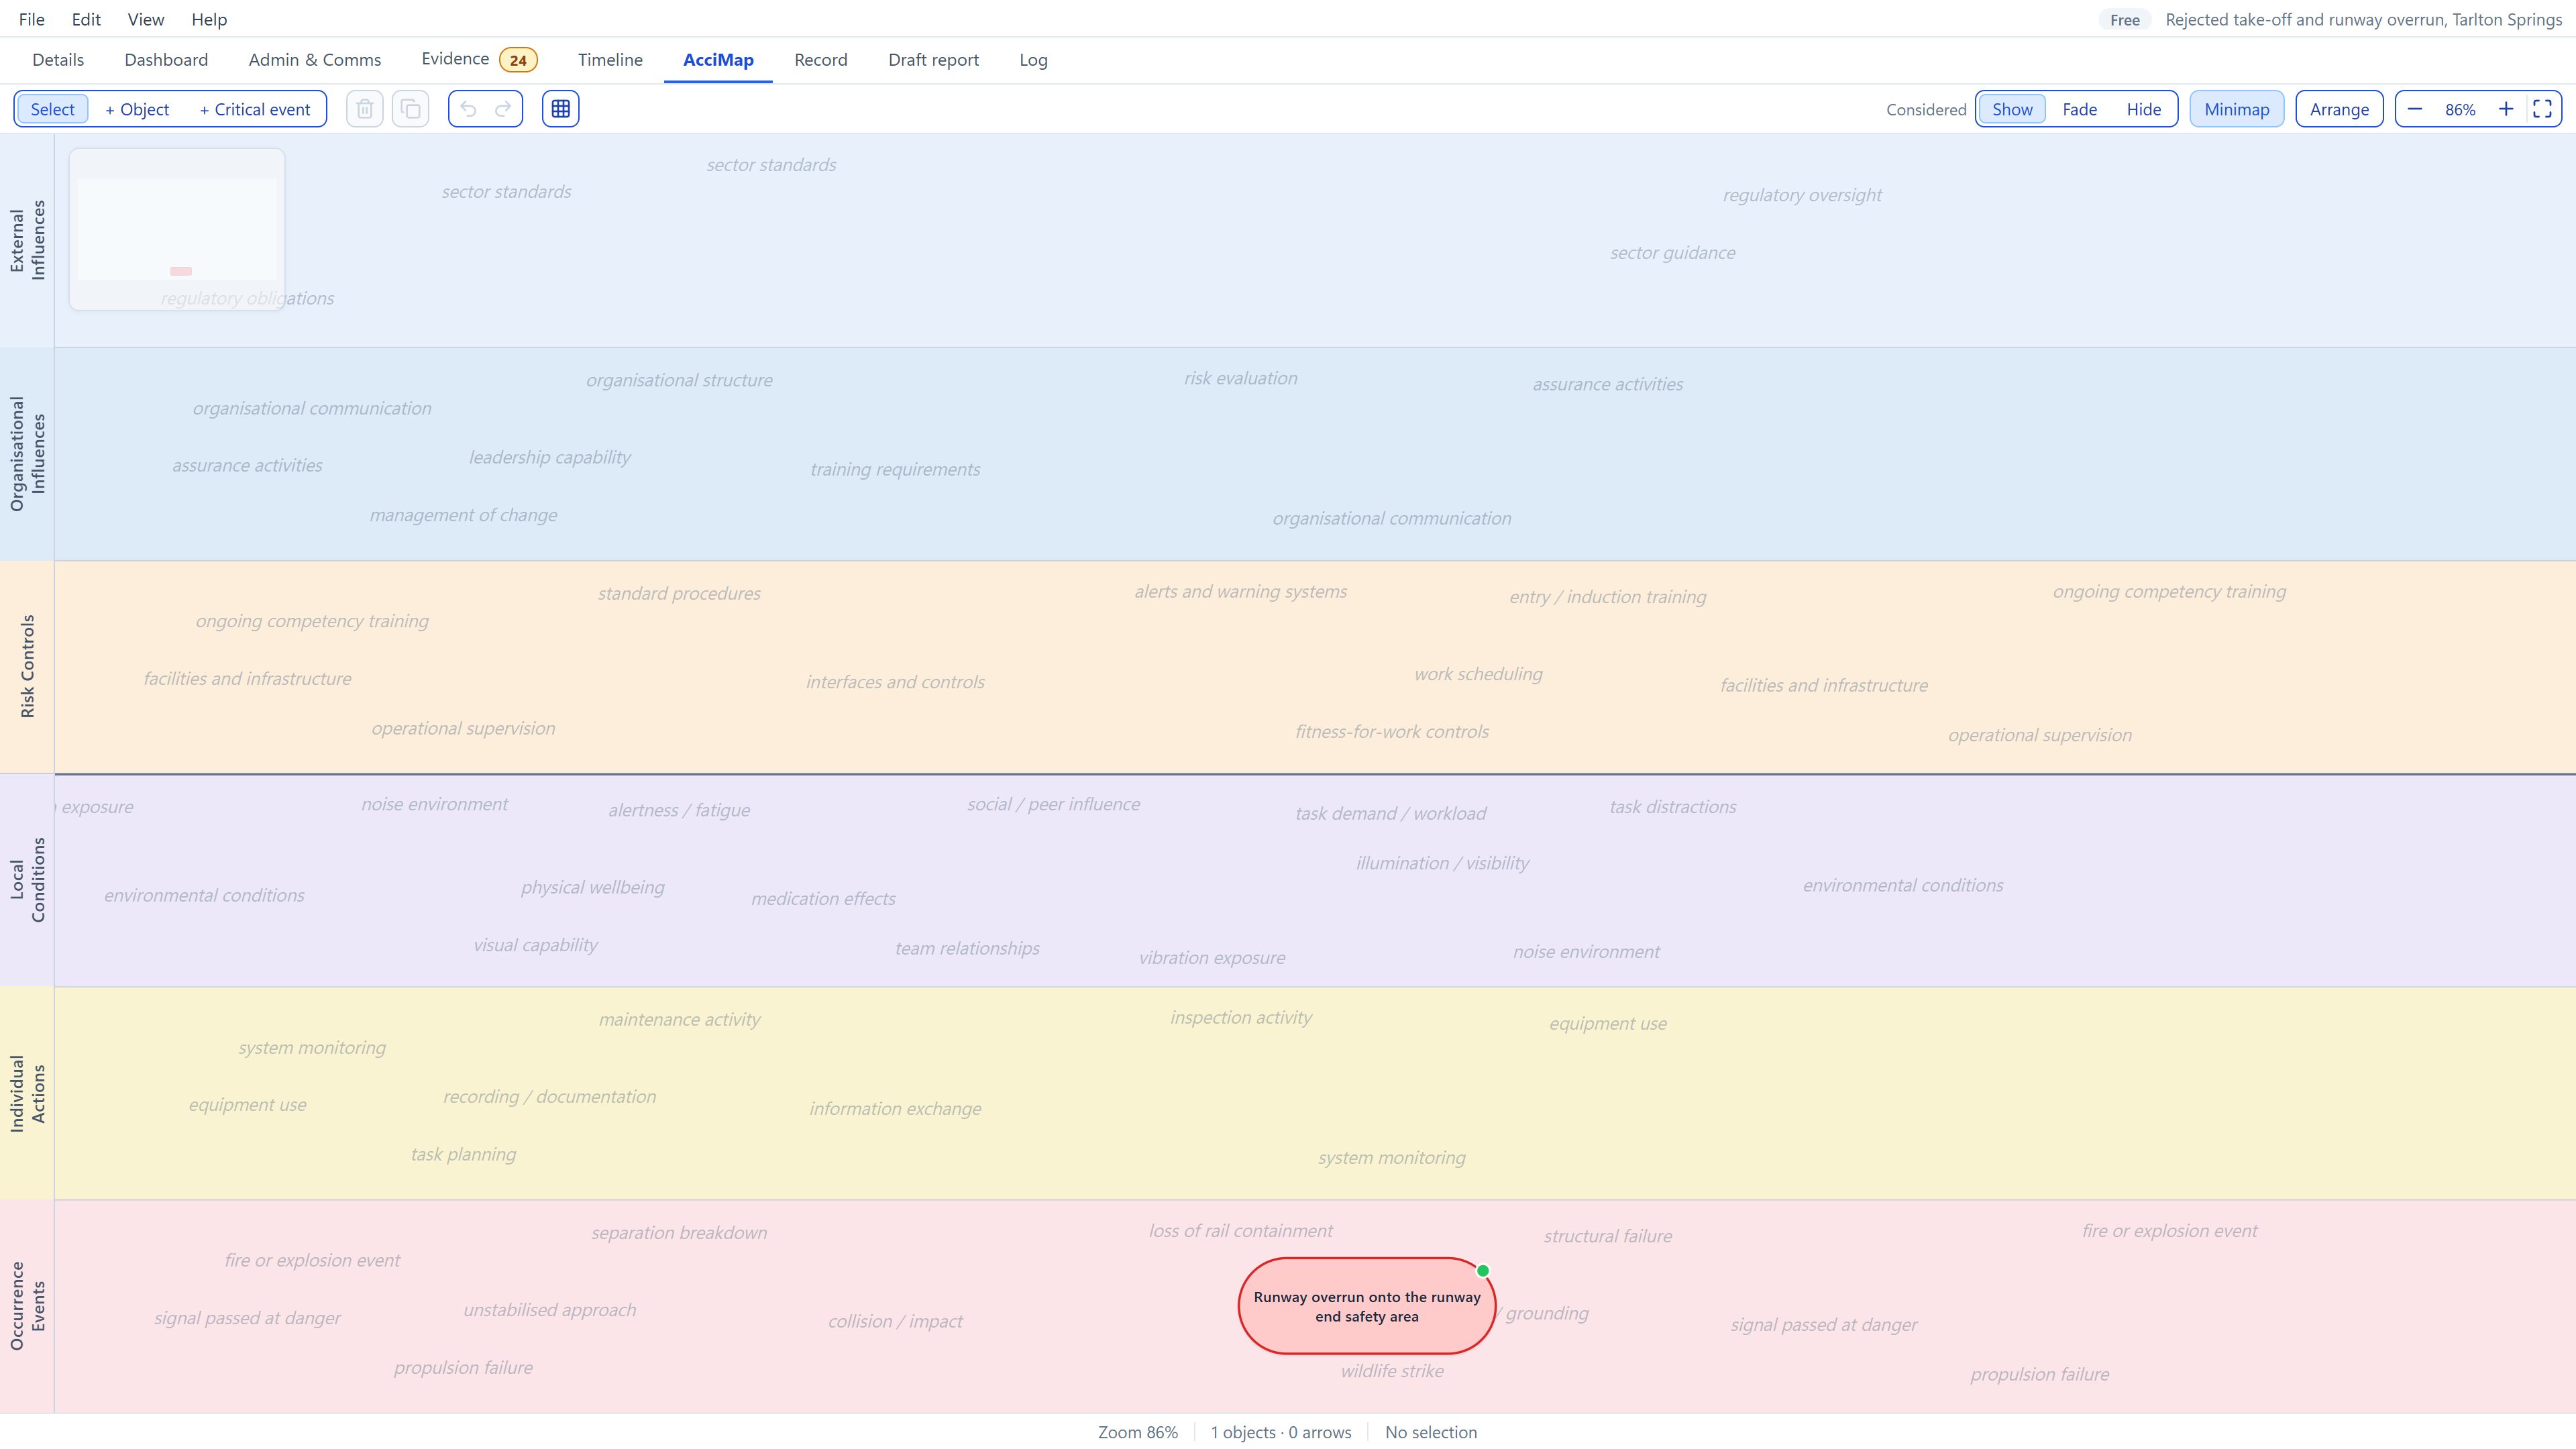 File Edit View Help
Free Rejected take-off and runway overrun, Tarlton Springs
Details Dashboard Admin & Comms Evidence 24 Timeline AcciMap Record Draft report Log
Select + Object + Critical event
Considered Show Fade Hide Minimap Arrange 86%
External
Influences
sector standards
sector standards
regulatory oversight
sector guidance
regulatory obligations
Organisational
Influences
organisational structure
risk evaluation
assurance activities
organisational communication
assurance activities
leadership capability
training requirements
management of change
organisational communication
Risk Controls
standard procedures
alerts and warning systems
entry / induction training
ongoing competency training
ongoing competency training
facilities and infrastructure
interfaces and controls
work scheduling
facilities and infrastructure
operational supervision
fitness-for-work controls
operational supervision
Local
Conditions
exposure
noise environment
alertness / fatigue
social / peer influence
task demand / workload
task distractions
illumination / visibility
environmental conditions
physical wellbeing
medication effects
environmental conditions
visual capability
team relationships
vibration exposure
noise environment
Individual
Actions
maintenance activity
inspection activity
equipment use
system monitoring
equipment use
recording / documentation
information exchange
task planning
system monitoring
Occurrence
Events
separation breakdown
loss of rail containment
structural failure
fire or explosion event
fire or explosion event
signal passed at danger
unstabilised approach
collision / impact
Runway overrun onto the runway
end safety area
/ grounding
signal passed at danger
propulsion failure
wildlife strike
propulsion failure
Zoom 86% 1 objects · 0 arrows No selection